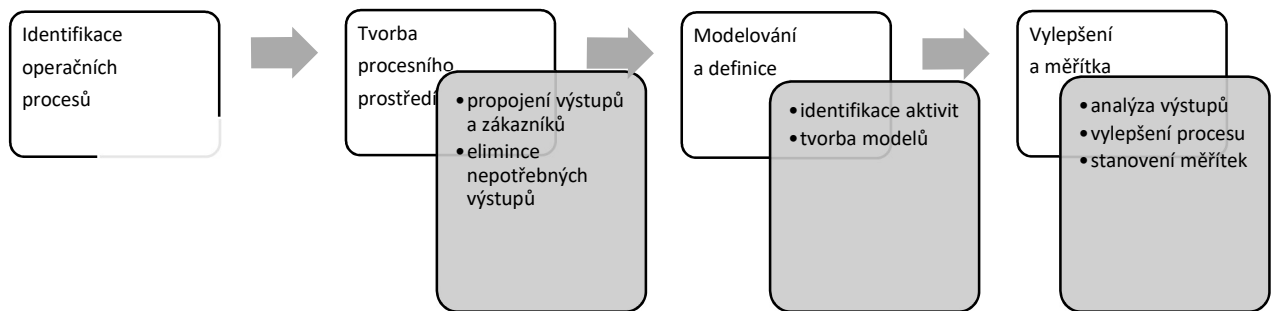 Identifikace
operačních
procesů
Tvorba
procesního
prostředí
•propojení výstupů
a zákazníků
•elimince
nepotřebných
výstupů
Modelování
a definice
•identifikace aktivit
•tvorba modelů
Vylepšení
a měřítka
•analýza výstupů
•vylepšení procesu
•stanovení měřítek